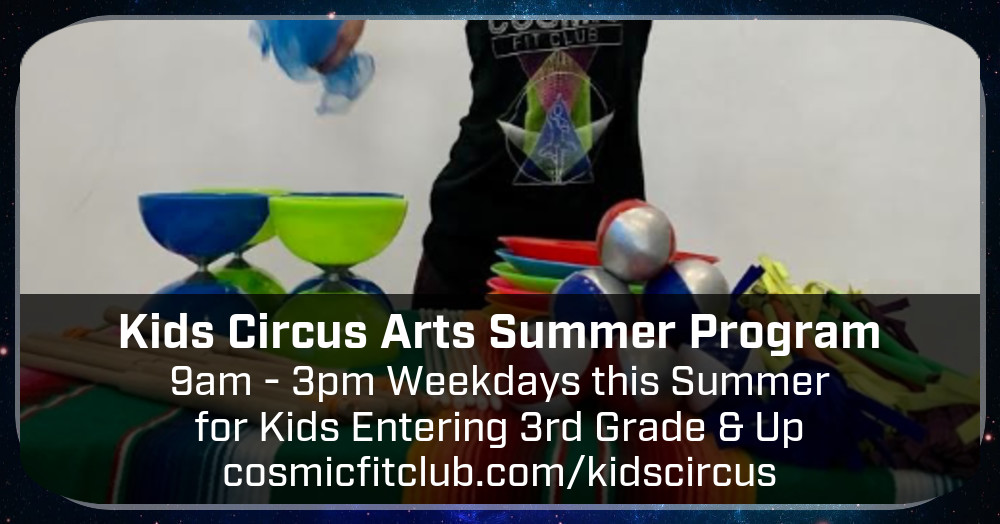 FIT CLUB
Kids Circus Arts Summer Program
9am - 3pm Weekdays this Summer
for Kids Entering 3rd Grade & Up
cosmicfitclub.com/kidscircus